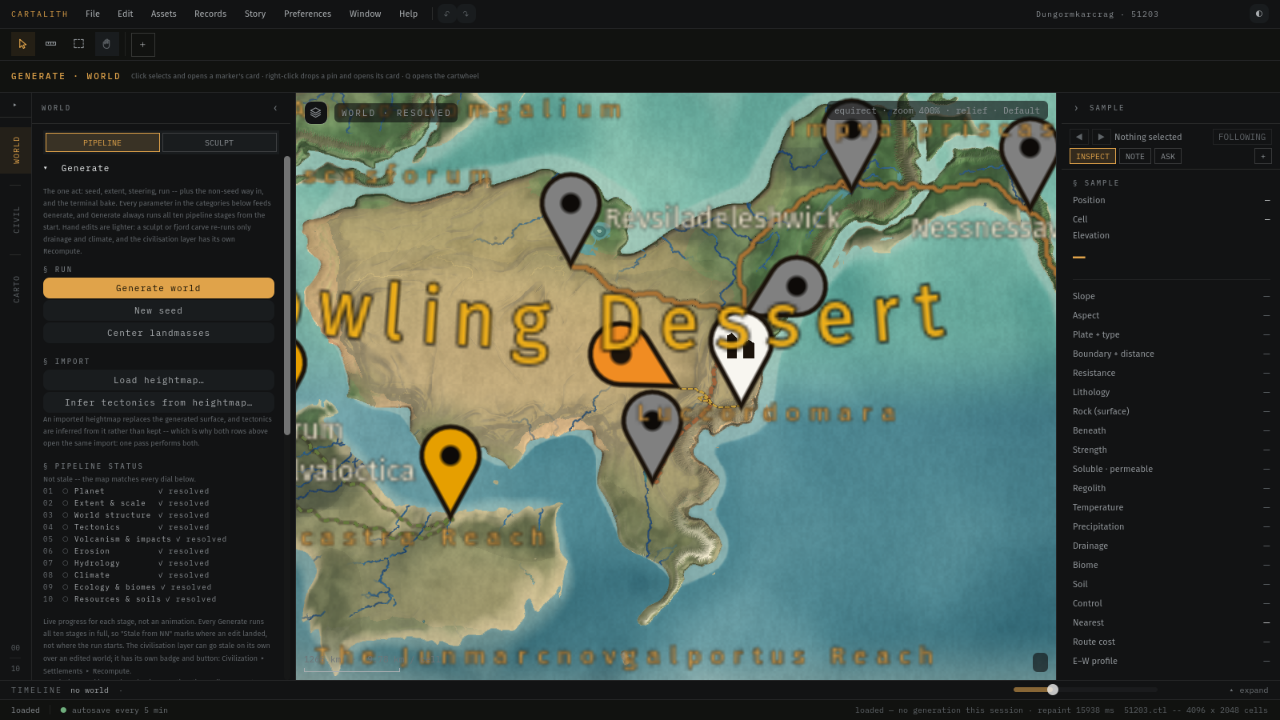 CARTALITH File Edit Assets Records Story Preferences Window Help Dungormkarcrag · 51203
GENERATE · WORLD Click selects and opens a marker's card · right-click drops a pin and opens its card · Q opens the cartwheel
WORLD
WORLD
CIVIL
CARTO
00
10
PIPELINE SCULPT
Generate
The one act: seed, extent, steering, run — plus the non-seed way in,
and the terminal bake. Every parameter in the categories below feeds
Generate, and Generate always runs all ten pipeline stages from the
start. Hand edits are lighter: a sculpt or fjord carve re-runs only
drainage and climate, and the civilisation layer has its own
Recompute.
§ RUN
Generate world
New seed
Center landmasses
§ IMPORT
Load heightmap…
Infer tectonics from heightmap…
An imported heightmap replaces the generated surface, and tectonics
are inferred from it rather than kept — which is why both rows above
open the same import: one pass performs both.
§ PIPELINE STATUS
Not stale — the map matches every dial below.
01 ○ Planet √ resolved
02 ○ Extent & scale √ resolved
03 ○ World structure √ resolved
04 ○ Tectonics √ resolved
05 ○ Volcanism & impacts √ resolved
06 ○ Erosion √ resolved
07 ○ Hydrology √ resolved
08 ○ Climate √ resolved
09 ○ Ecology & biomes √ resolved
10 ○ Resources & soils √ resolved
Live progress for each stage, not an animation. Every Generate runs
all ten stages in full, so "Stale from NN" marks where an edit landed,
not where the run starts. The civilisation layer can go stale on its own
over an edited world; it has its own badge and button: Civilization ▸
Settlements ▸ Recompute.
WORLD · RESOLVED
equirect · zoom 400% · relief · Default
mgalium
scasforum
Revsiladeleshwick
Nessnessav
wling Dessert
domara
rum
valoctica
castra Reach
The Junmarcnovgalportus Reach
SAMPLE
Nothing selected FOLLOWING
INSPECT NOTE ASK +
§ SAMPLE
Position –
Cell –
Elevation
—
Slope —
Aspect —
Plate + type —
Boundary + distance —
Resistance —
Lithology —
Rock (surface) —
Beneath —
Strength —
Soluble · permeable —
Regolith —
Temperature —
Precipitation —
Drainage —
Biome —
Soil —
Control —
Nearest —
Route cost —
E–W profile —
TIMELINE no world · expand
loaded autosave every 5 min loaded — no generation this session · repaint 15938 ms 51203.ctl -- 4096 x 2048 cells